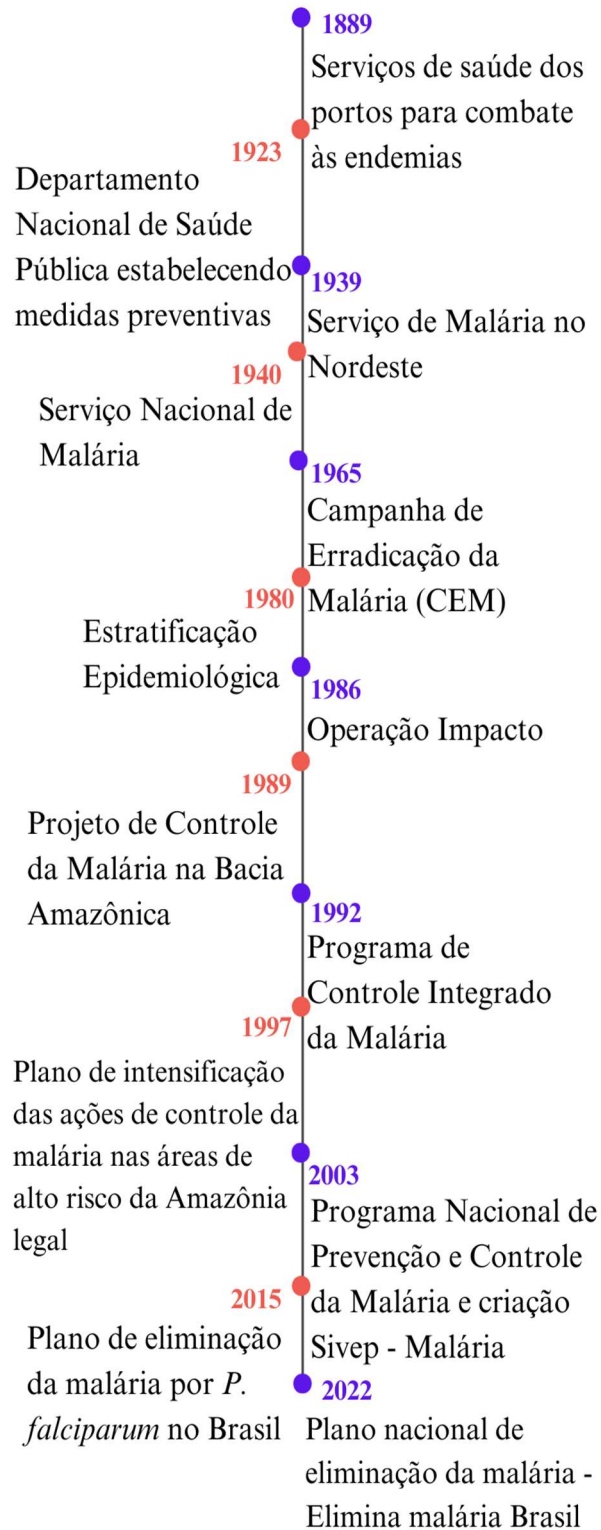 1889
Serviços de saúde dos
portos para combate
às endemias
1923
Departamento
Nacional de Saúde
Pública estabelecendo
medidas preventivas
1939
Serviço de Malária no
Nordeste
1940
Serviço Nacional de
Malária
1965
Campanha de
Erradicação da
Malária (CEM)
1980
Estratificação
Epidemiológica
1986
Operação Impacto
1989
Projeto de Controle
da Malária na Bacia
Amazônica
1992
Programa de
Controle Integrado
da Malária
1997
Plano de intensificação
das ações de controle da
malária nas áreas de
alto risco da Amazônia
legal
2003
Programa Nacional de
Prevenção e Controle
da Malária e criação
Sivep - Malária
2015
Plano de eliminação
da malária por P.
falciparum no Brasil
2022
Plano nacional de
eliminação da malária -
Elimina malária Brasil